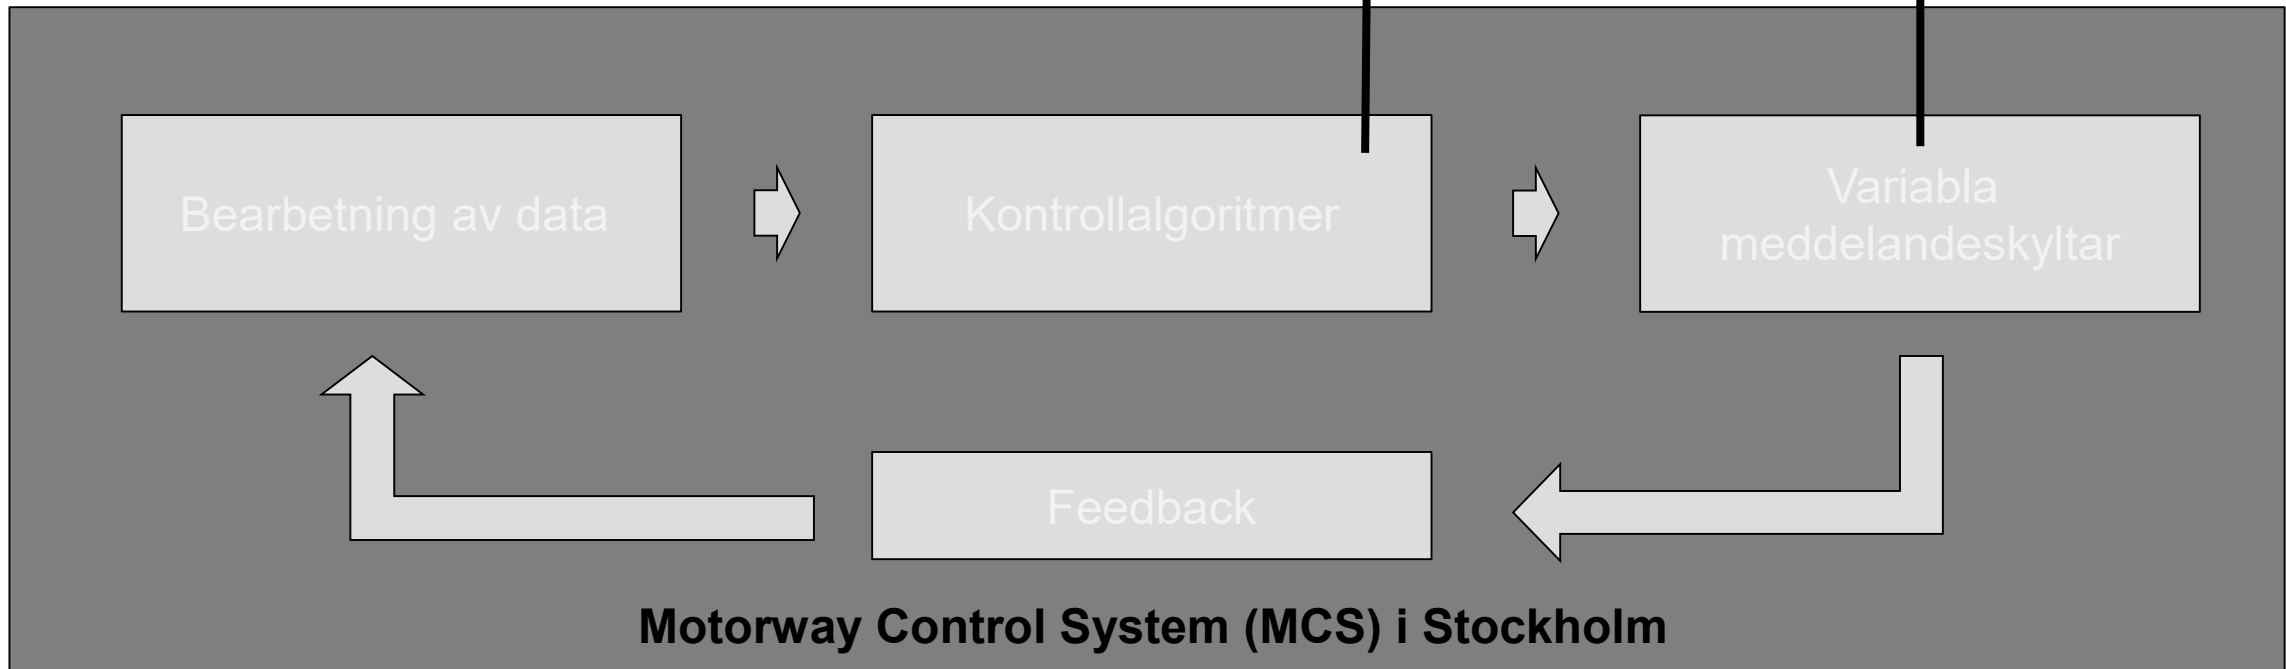 Bearbetning av data
Kontrollalgoritmer
Variabla
meddelandeskyltar
Feedback
Motorway Control System (MCS) i Stockholm